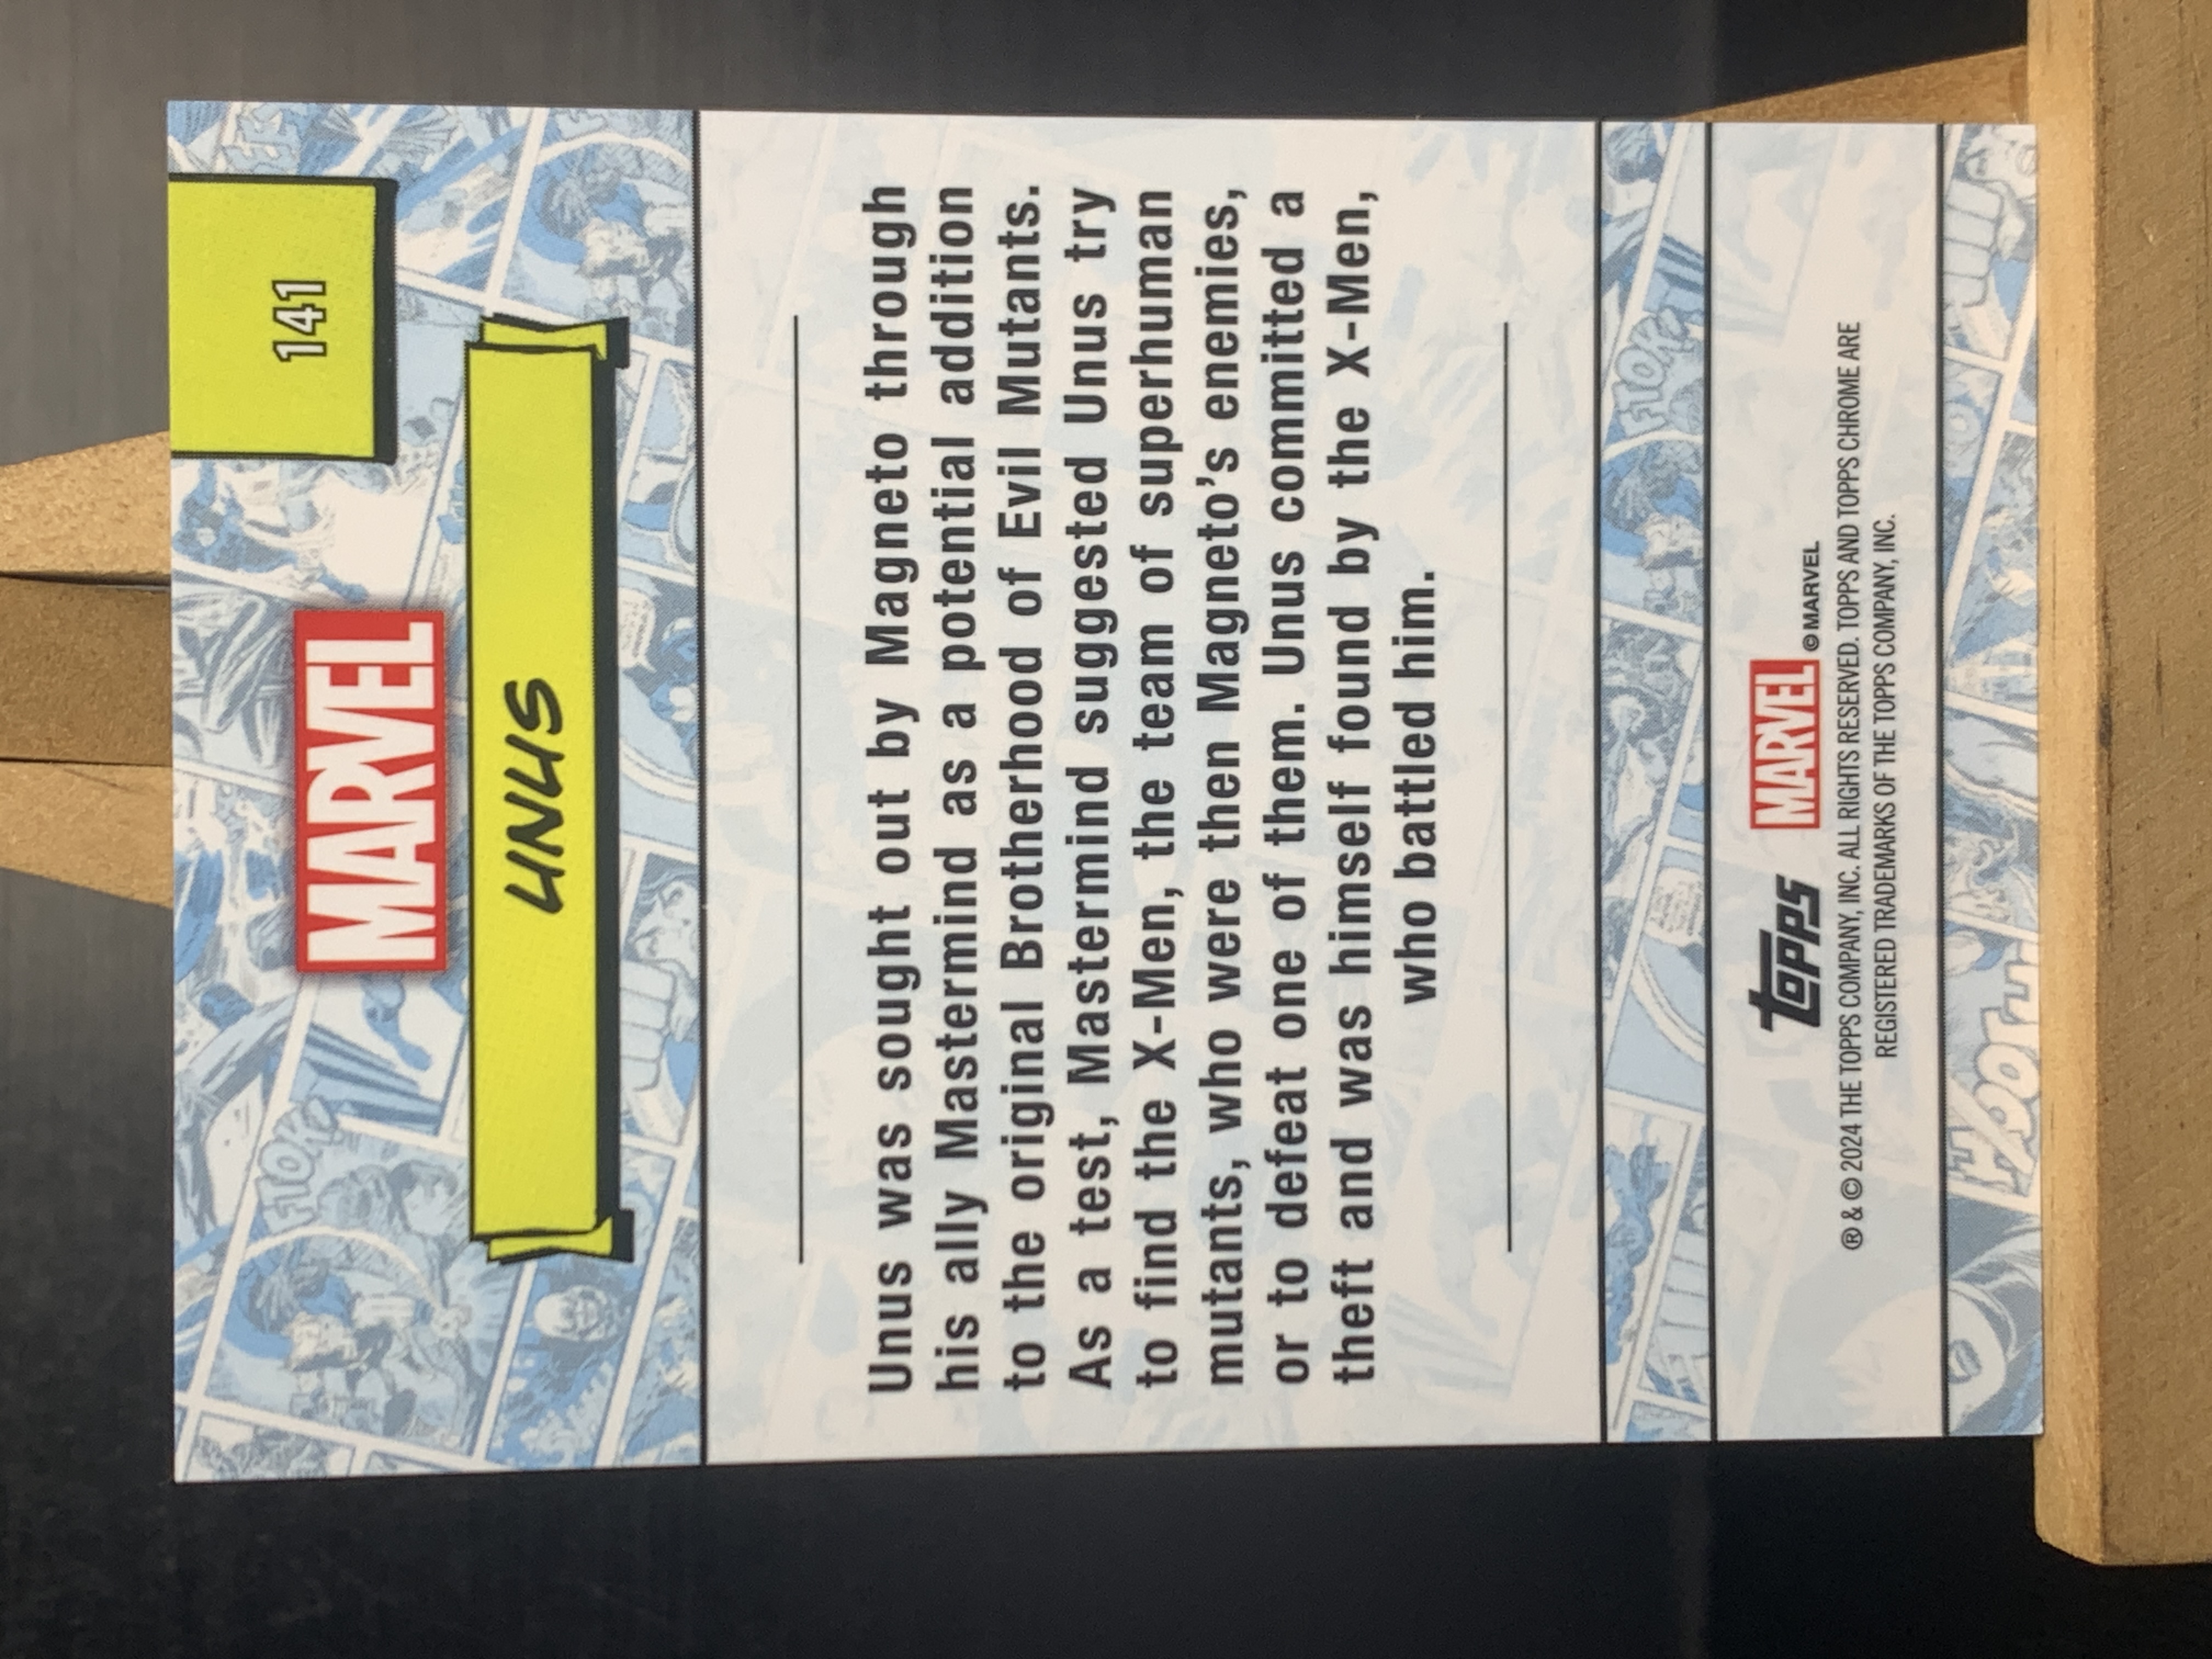 141
MARVEL
UNUS
Unus was sought out by Magneto through
his ally Mastermind as a potential addition
to the original Brotherhood of Evil Mutants.
As a test, Mastermind suggested Unus try
to find the X-Men, the team of superhuman
mutants, who were then Magneto's enemies,
or to defeat one of them. Unus committed a
theft and was himself found by the X-Men,
who battled him.
FTOK!
FTOK!
topps MARVEL © MARVEL
® & © 2024 THE TOPPS COMPANY, INC. ALL RIGHTS RESERVED. TOPPS AND TOPPS CHROME ARE
REGISTERED TRADEMARKS OF THE TOPPS COMPANY, INC.